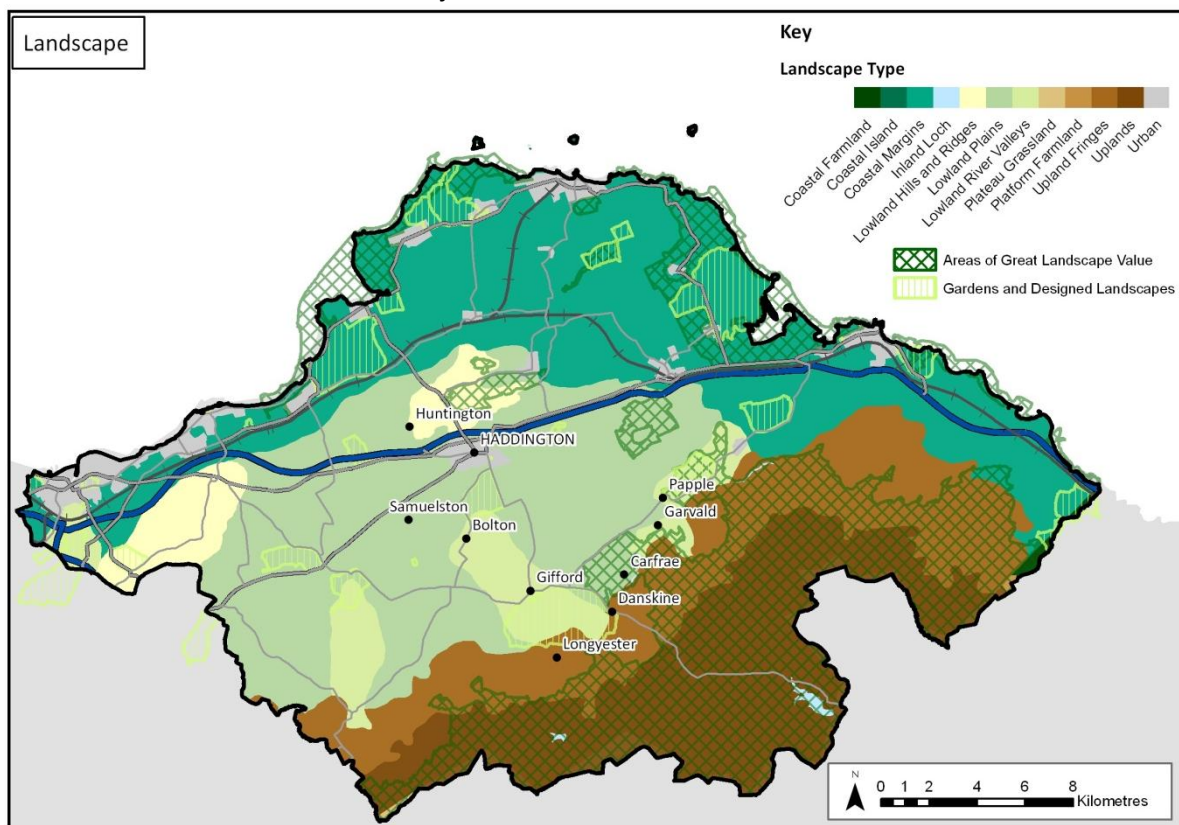 Landscape
Key
Landscape Type
Coastal Farmland
Coastal Island
Coastal Margins
Inland Loch
Lowland Hills and Ridges
Lowland Plains
Lowland River Valleys
Plateau Grassland
Platform Farmland
Upland Fringes
Uplands
Urban
Areas of Great Landscape Value
Gardens and Designed Landscapes
Huntington
HADDINGTON
Samuelston
Bolton
Papple
Garvald
Gifford
Carfrae
Danskine
Longyester
N
0 1 2 4 6 8
Kilometres